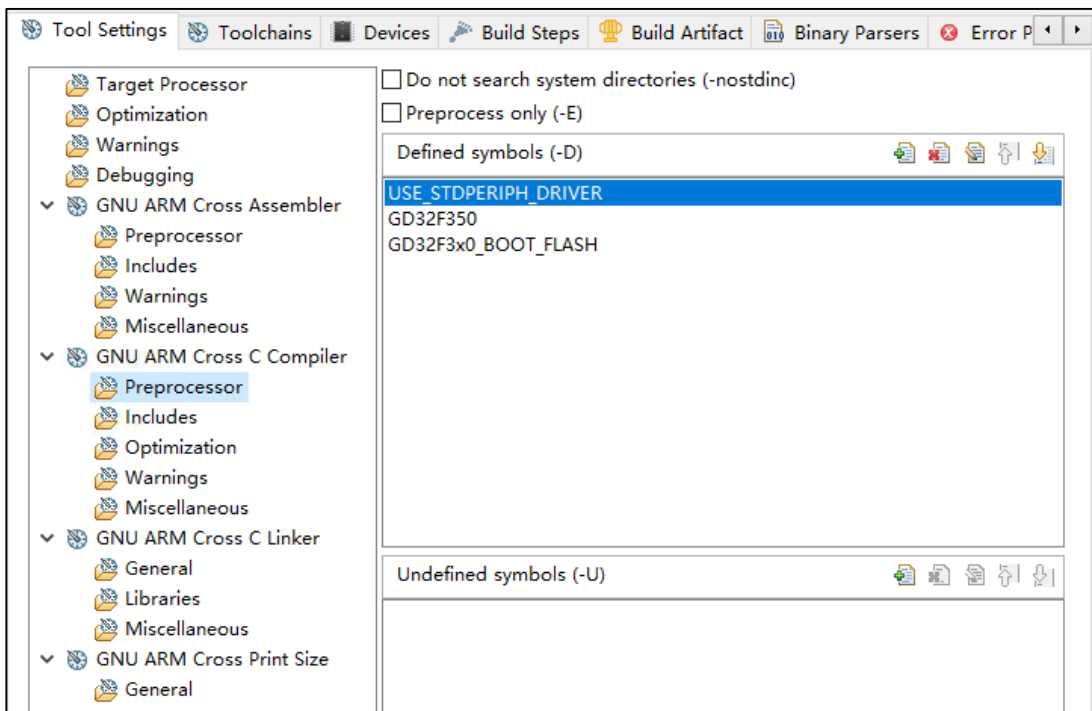 Tool Settings Toolchains Devices Build Steps Build Artifact Binary Parsers Error P
Target Processor
Optimization
Warnings
Debugging
GNU ARM Cross Assembler
Preprocessor
Includes
Warnings
Miscellaneous
GNU ARM Cross C Compiler
Preprocessor
Includes
Optimization
Warnings
Miscellaneous
GNU ARM Cross C Linker
General
Libraries
Miscellaneous
GNU ARM Cross Print Size
General
Do not search system directories (-nostdinc)
Preprocess only (-E)
Defined symbols (-D)
USE_STDPERIPH_DRIVER
GD32F350
GD32F3x0_BOOT_FLASH
Undefined symbols (-U)